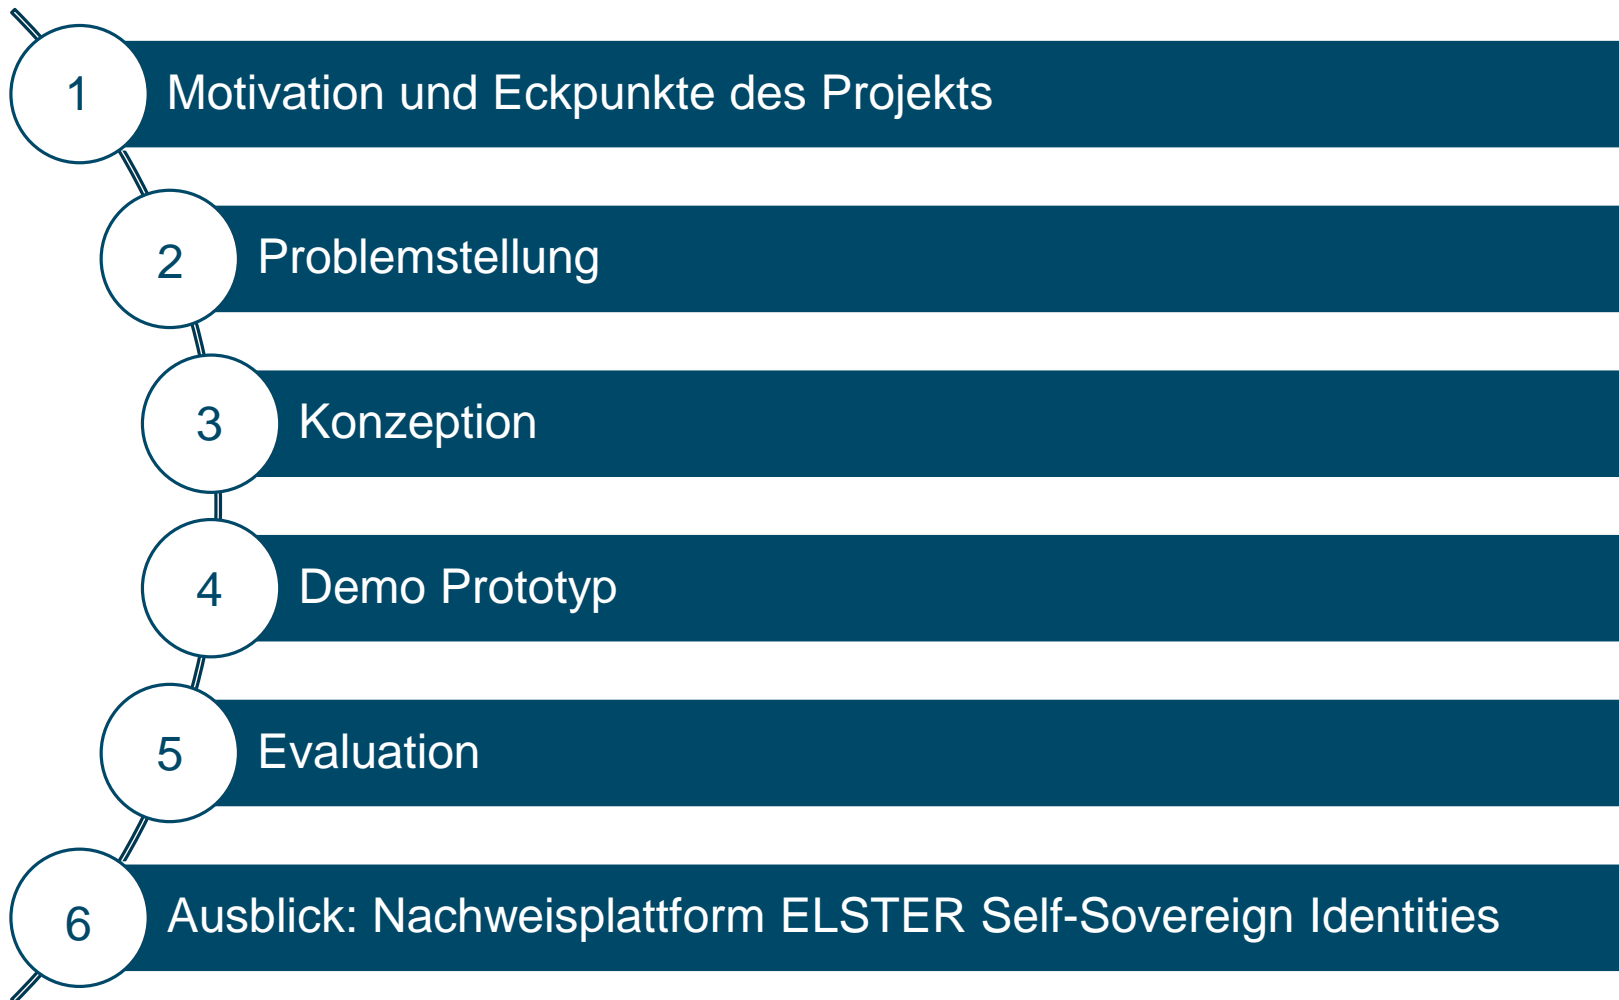 1 Motivation und Eckpunkte des Projekts
2 Problemstellung
3 Konzeption
4 Demo Prototyp
5 Evaluation
6 Ausblick: Nachweisplattform ELSTER Self-Sovereign Identities